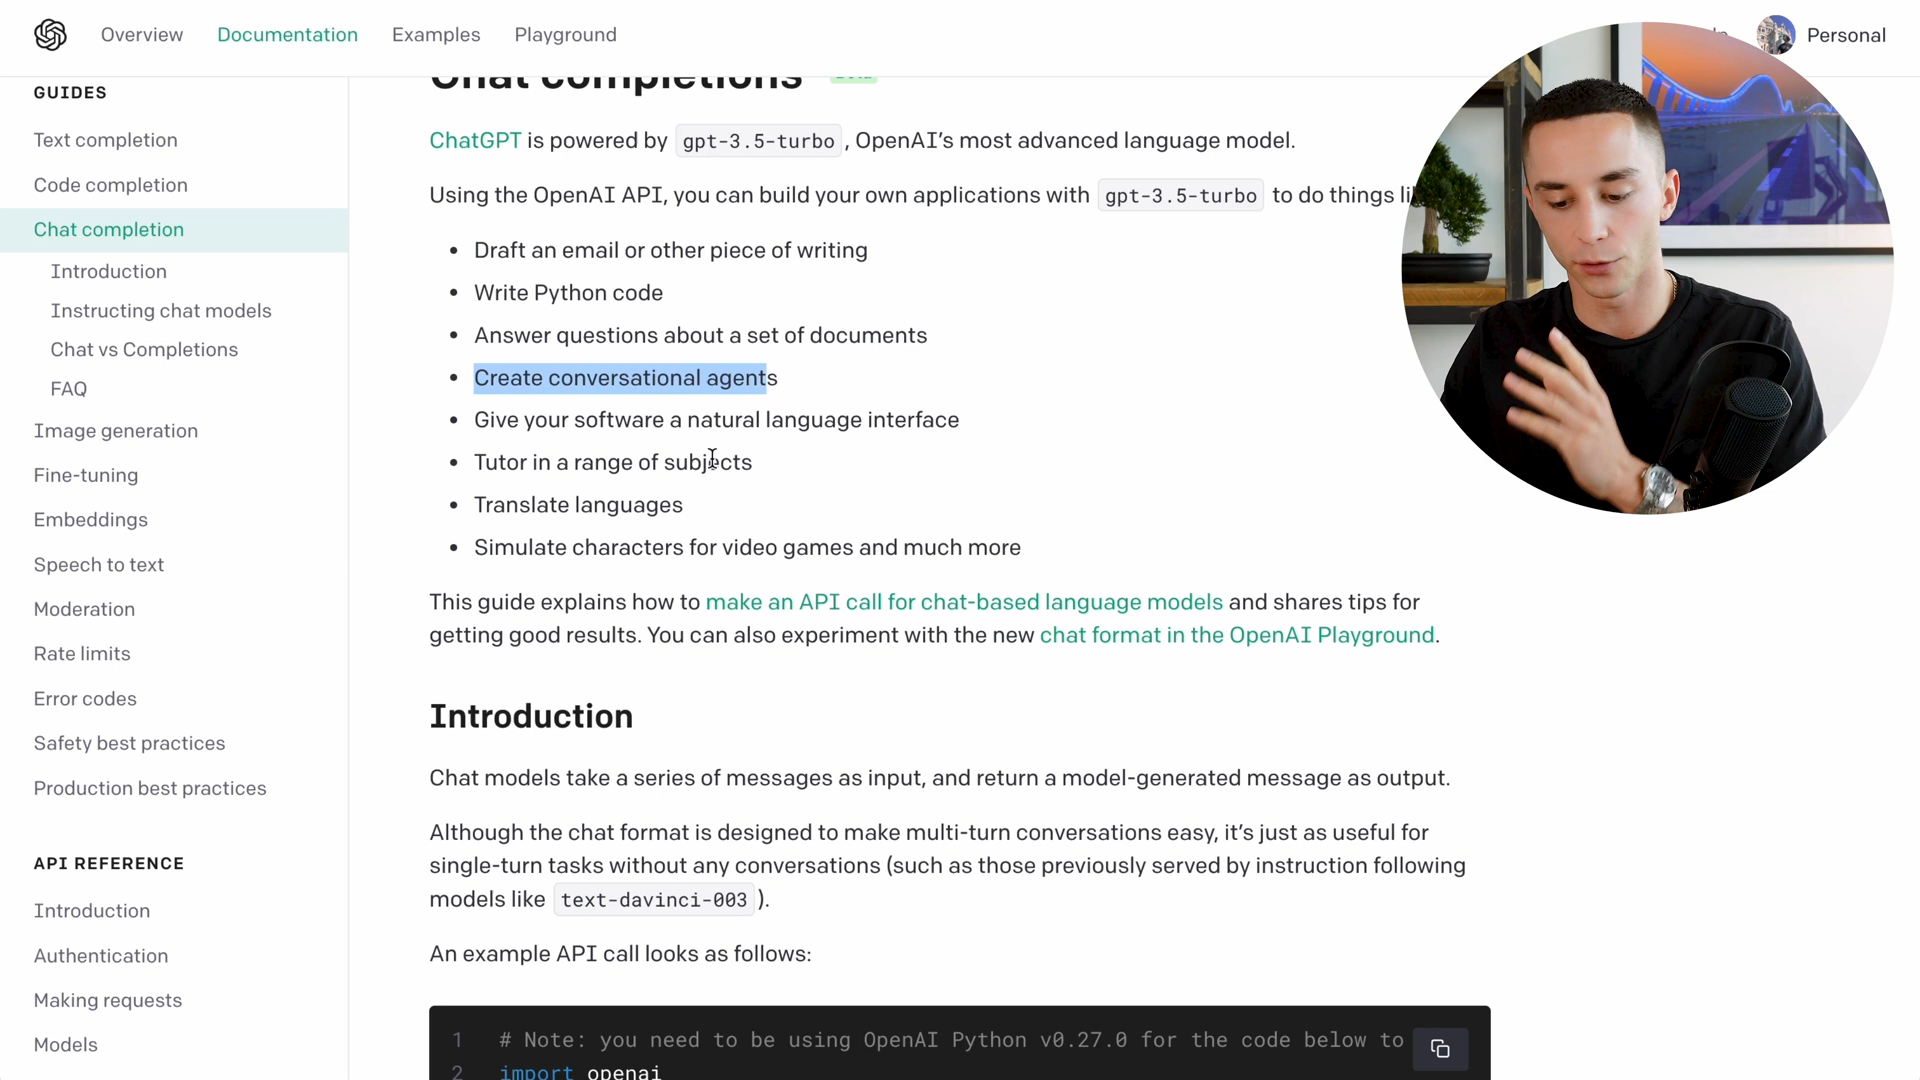 Overview
Documentation
Examples
Playground
Personal
GUIDES
Text completion
Code completion
Chat completion
Introduction
Instructing chat models
Chat vs Completions
FAQ
Image generation
Fine-tuning
Embeddings
Speech to text
Moderation
Rate limits
Error codes
Safety best practices
Production best practices
API REFERENCE
Introduction
Authentication
Making requests
Models
Chat completions
ChatGPT is powered by gpt-3.5-turbo , OpenAI’s most advanced language model.
Using the OpenAI API, you can build your own applications with gpt-3.5-turbo to do things
• Draft an email or other piece of writing
• Write Python code
• Answer questions about a set of documents
• Create conversational agents
• Give your software a natural language interface
• Tutor in a range of subjects
• Translate languages
• Simulate characters for video games and much more
This guide explains how to make an API call for chat-based language models and shares tips for
getting good results. You can also experiment with the new chat format in the OpenAI Playground.
Introduction
Chat models take a series of messages as input, and return a model-generated message as output.
Although the chat format is designed to make multi-turn conversations easy, it’s just as useful for
single-turn tasks without any conversations (such as those previously served by instruction following
models like text-davinci-003 ).
An example API call looks as follows:
1 # Note: you need to be using OpenAI Python v0.27.0 for the code below to
2 import openai